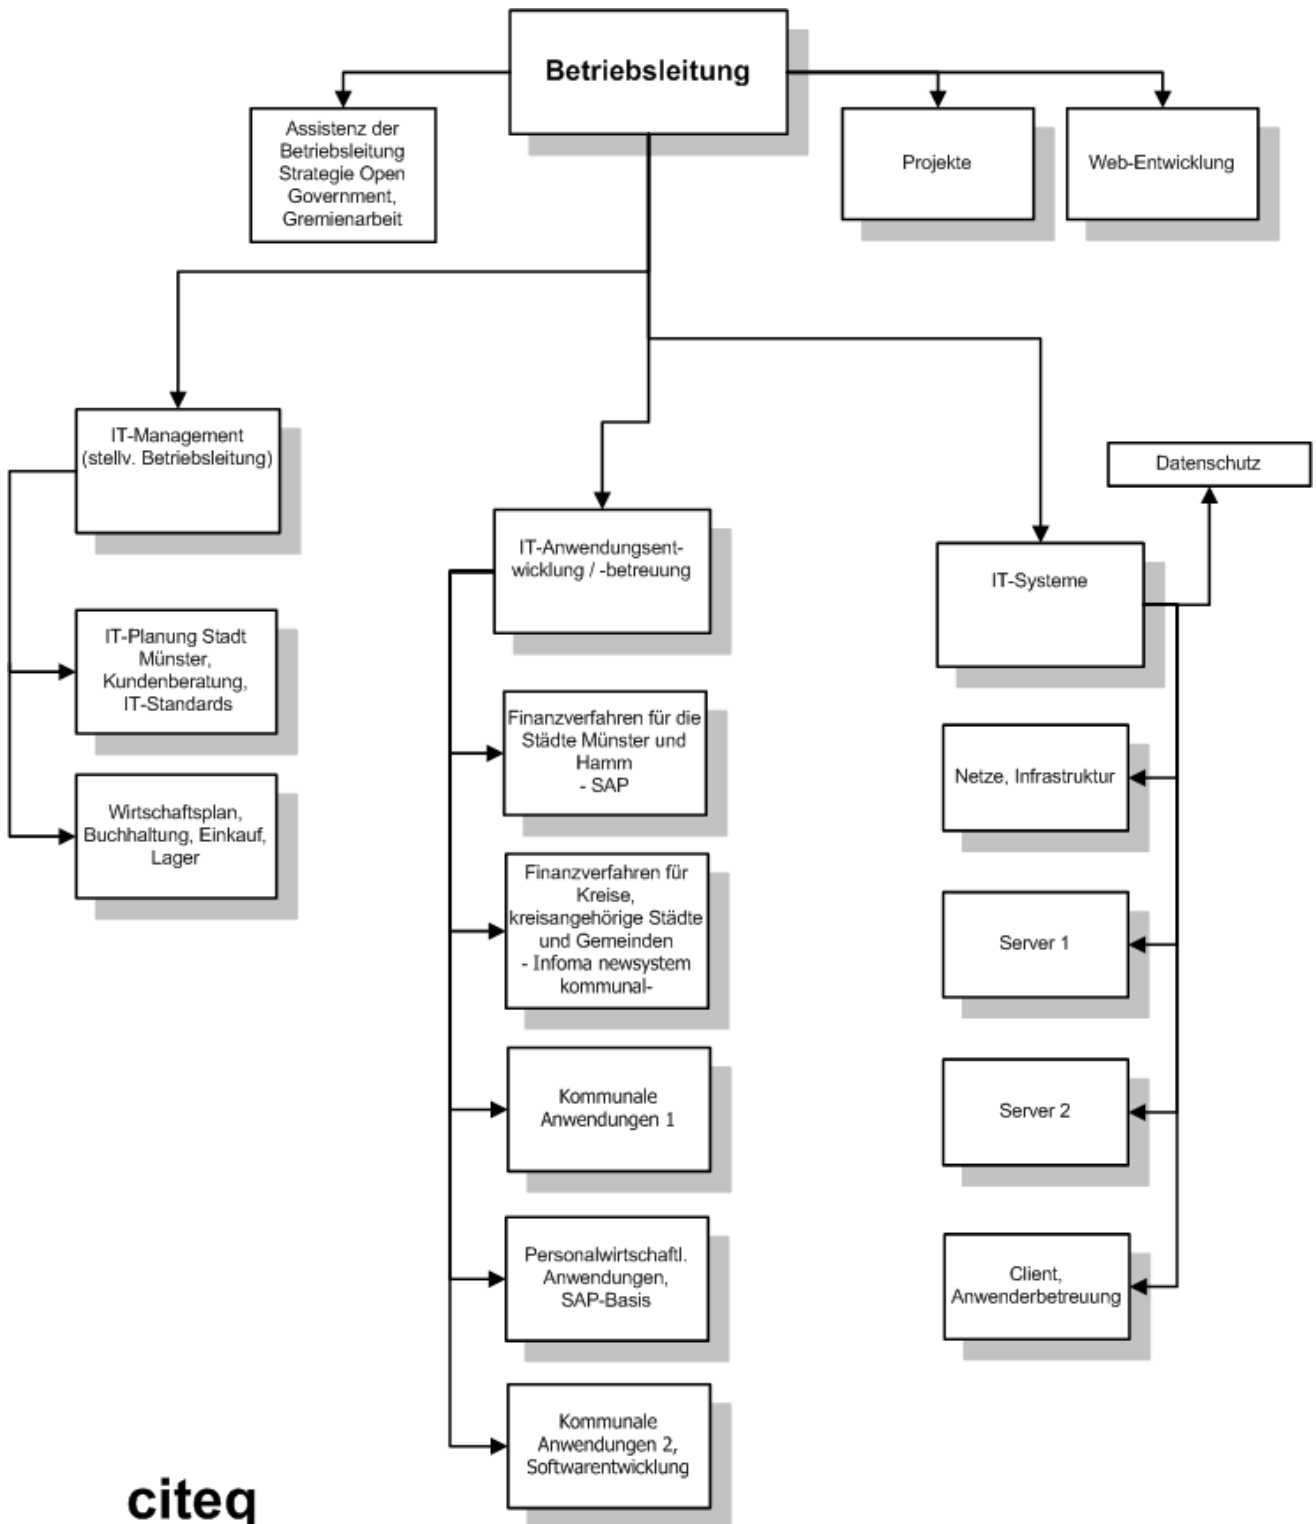 Betriebsleitung
Assistenz der
Betriebsleitung
Strategie Open
Government,
Gremienarbeit
Projekte
Web-Entwicklung
IT-Management
(stellv. Betriebsleitung)
IT-Planung Stadt
Münster,
Kundenberatung,
IT-Standards
Wirtschaftsplan,
Buchhaltung, Einkauf,
Lager
IT-Anwendungsent-
wicklung / -betreuung
Finanzverfahren für die
Städte Münster und
Hamm
- SAP
Finanzverfahren für
Kreise,
kreisangehörige Städte
und Gemeinden
- Infoma newsystem
kommunal-
Kommunale
Anwendungen 1
Personalwirtschaftl.
Anwendungen,
SAP-Basis
Kommunale
Anwendungen 2,
Softwarentwicklung
Datenschutz
IT-Systeme
Netze, Infrastruktur
Server 1
Server 2
Client,
Anwenderbetreuung
citeq